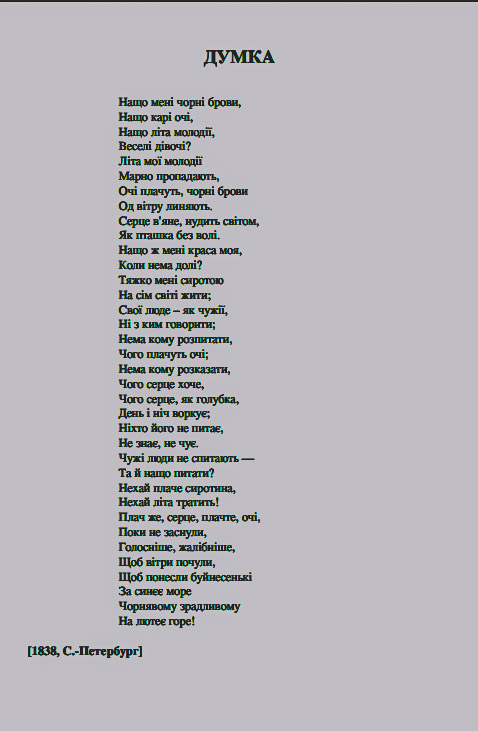 ДУМКА
Нащо мені чорні брови,
Нащо карі очі,
Нащо літа молодії,
Веселі дівочі?
Літа мої молодії
Марно пропадають,
Очі плачуть, чорні брови
Од вітру линяють.
Серце в'яне, нудить світом,
Як пташка без волі.
Нащо ж мені краса моя,
Коли нема долі?
Тяжко мені сиротою
На сім світі жити;
Свої люде – як чужії,
Ні з ким говорити;
Нема кому розпитати,
Чого плачуть очі;
Нема кому розказати,
Чого серце хоче,
Чого серце, як голубка,
День і ніч воркує;
Ніхто його не питає,
Не знає, не чує.
Чужі люди не спитають —
Та й нащо питати?
Нехай плаче сиротина,
Нехай літа тратить!
Плач же, серце, плачте, очі,
Поки не заснули,
Голосніше, жалібніше,
Щоб вітри почули,
Щоб понесли буйнесенькі
За синєє море
Чорнявому зрадливому
На лютеє горе!
[1838, С.-Петербург]